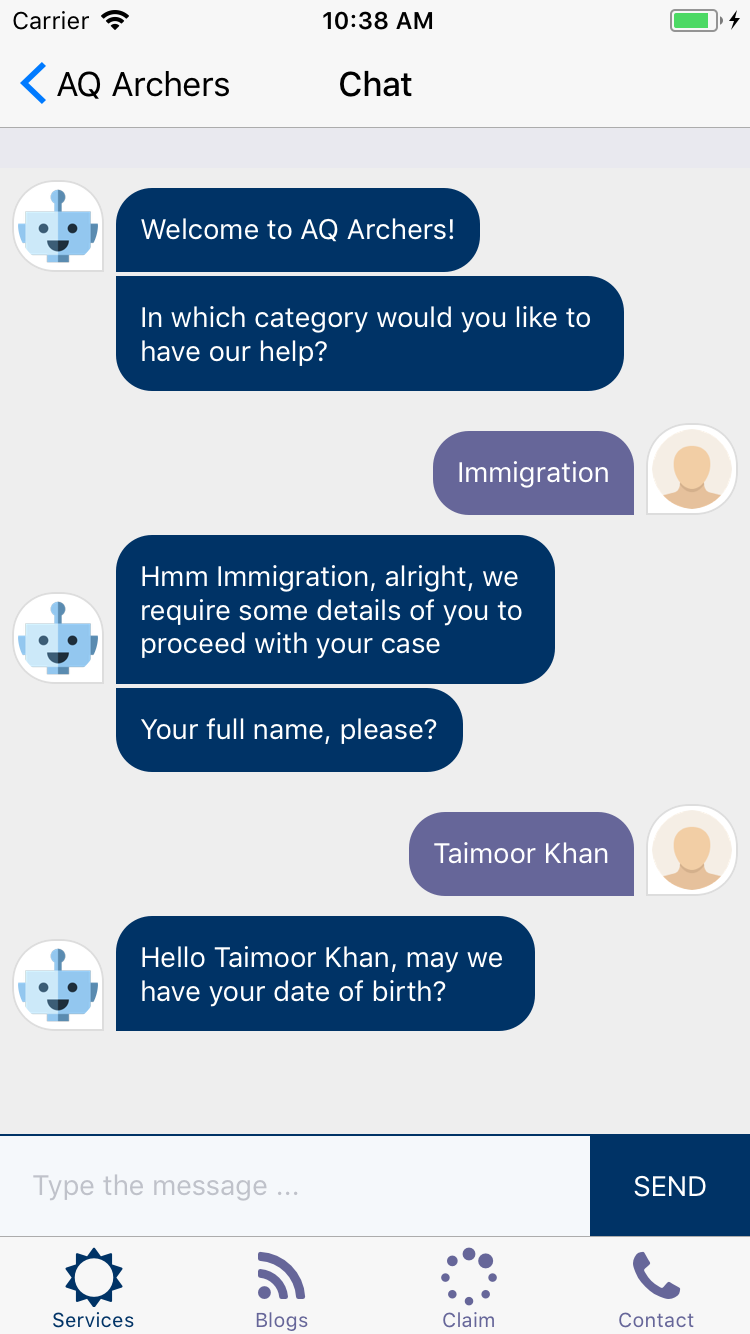 Carrier 10:38 AM
AQ Archers Chat
Welcome to AQ Archers!
In which category would you like to
have our help?
Immigration
Hmm Immigration, alright, we
require some details of you to
proceed with your case
Your full name, please?
Taimoor Khan
Hello Taimoor Khan, may we
have your date of birth?
Type the message ... SEND
Services Blogs Claim Contact